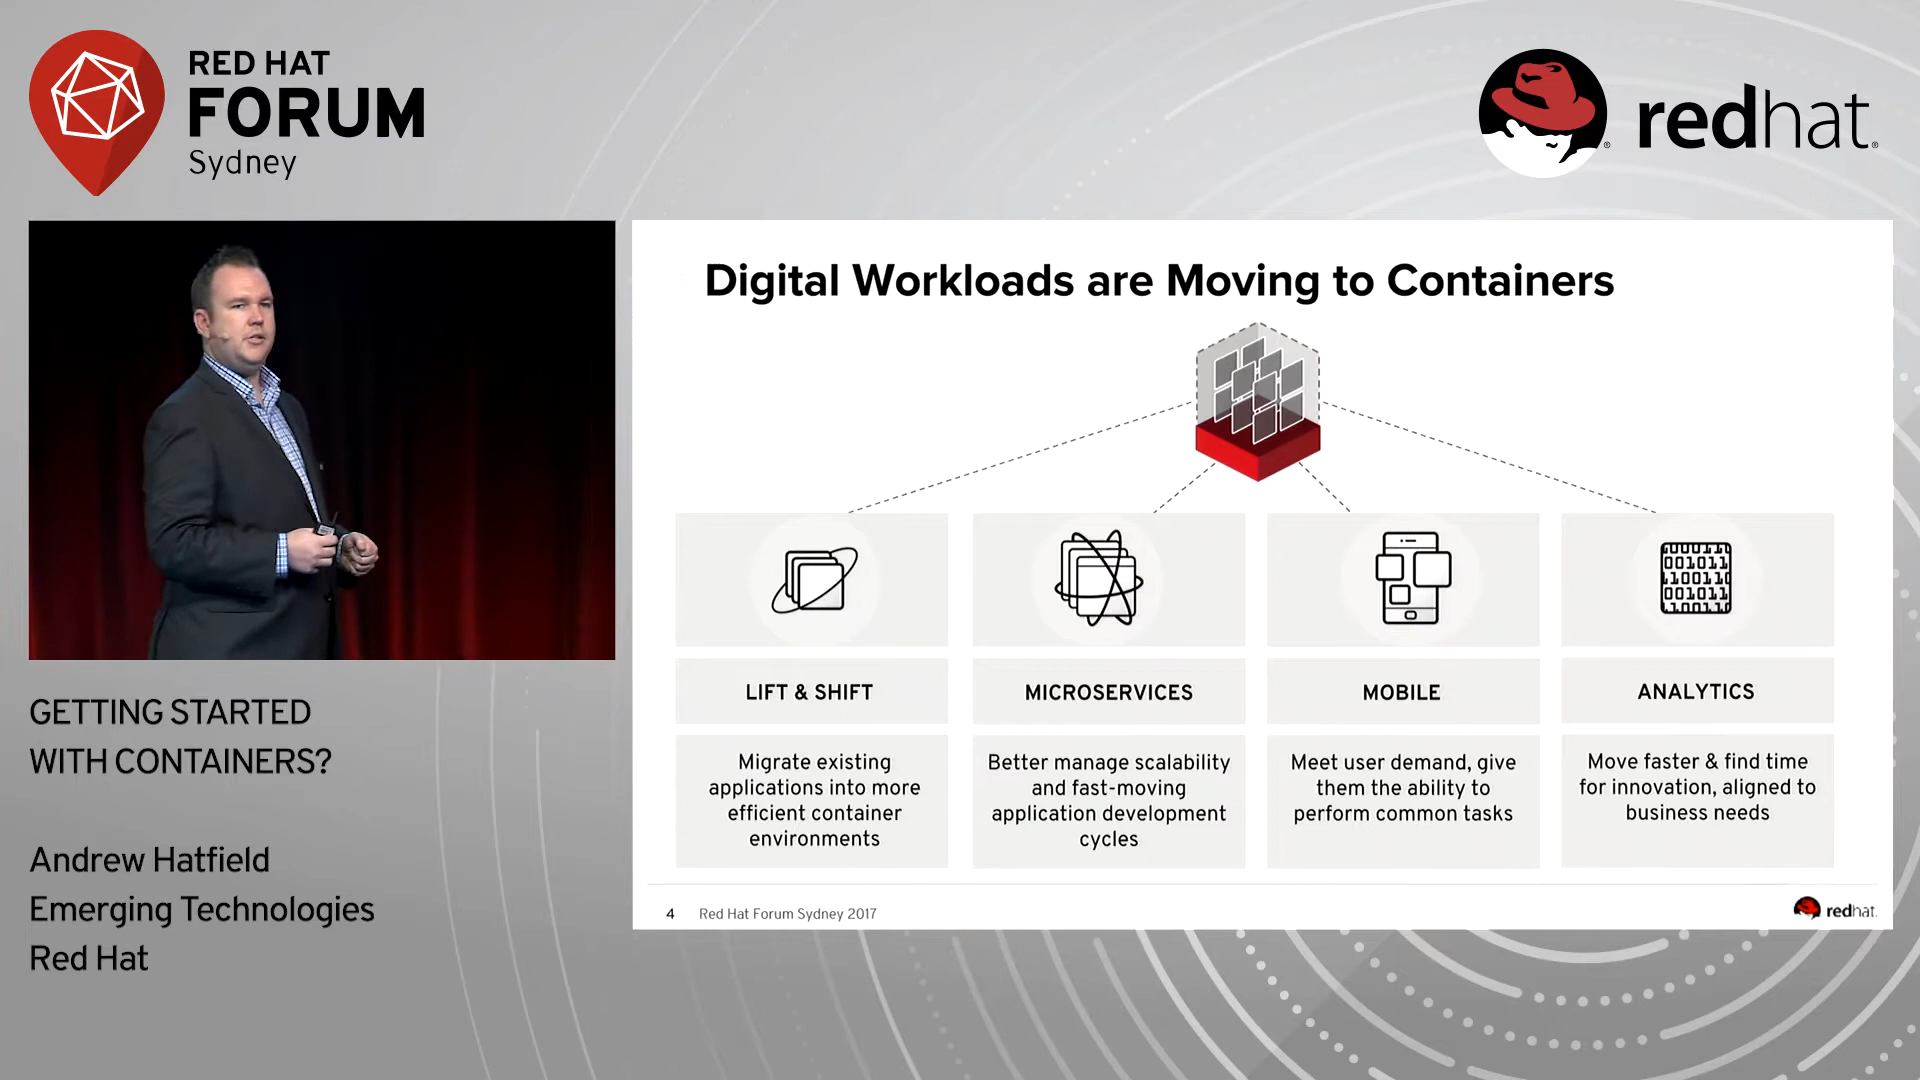 RED HAT
FORUM
Sydney
redhat.
Digital Workloads are Moving to Containers
LIFT & SHIFT
Migrate existing
applications into more
efficient container
environments
MICROSERVICES
Better manage scalability
and fast-moving
application development
cycles
MOBILE
Meet user demand, give
them the ability to
perform common tasks
ANALYTICS
Move faster & find time
for innovation, aligned to
business needs
4 Red Hat Forum Sydney 2017
redhat.
GETTING STARTED
WITH CONTAINERS?
Andrew Hatfield
Emerging Technologies
Red Hat